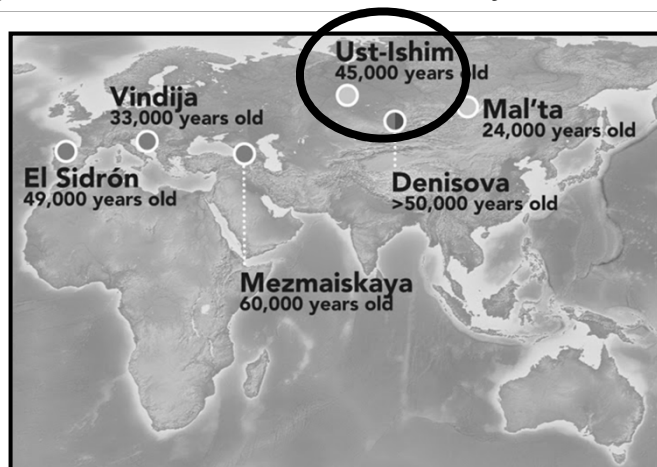 Ust-Ishim
45,000 years old
Vindija
33,000 years old
Mal'ta
24,000 years old
El Sidrón
49,000 years old
Denisova
>50,000 years old
Mezmaiskaya
60,000 years old